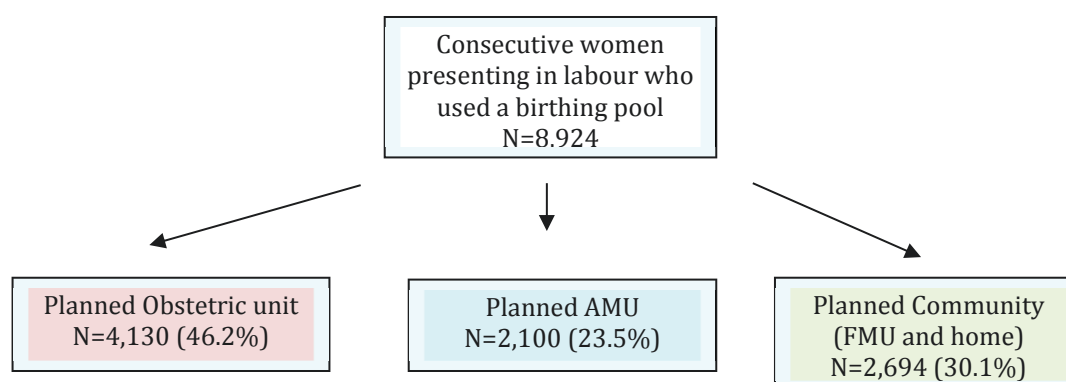 Consecutive women
presenting in labour who
used a birthing pool
N=8,924
Planned Obstetric unit
N=4,130 (46.2%)
Planned AMU
N=2,100 (23.5%)
Planned Community
(FMU and home)
N=2,694 (30.1%)